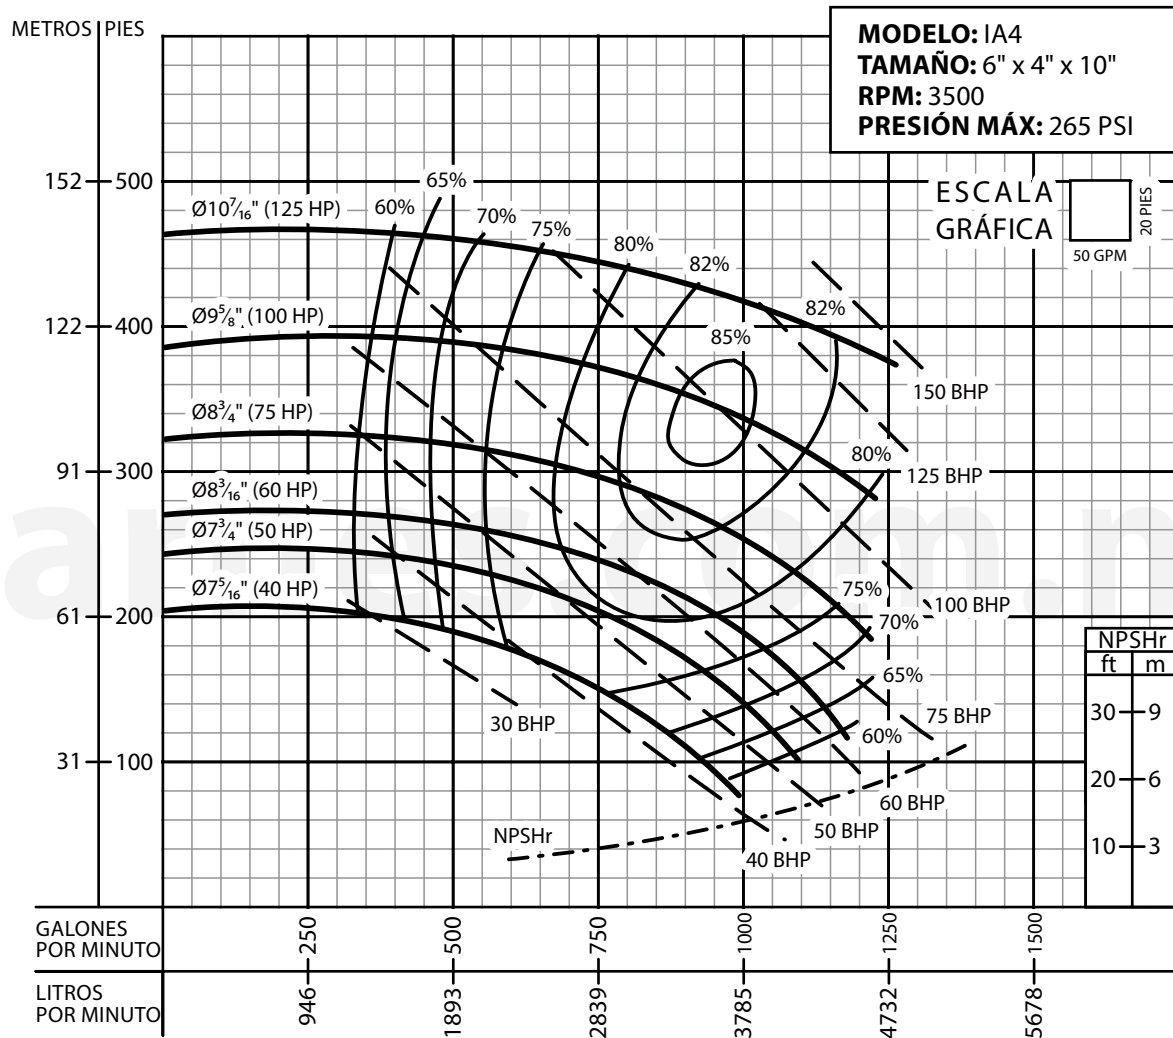 METROS PIES
MODELO: IA4
TAMAÑO: 6" x 4" x 10"
RPM: 3500
PRESIÓN MÁX: 265 PSI
ESCALA
GRÁFICA
20 PIES
50 GPM
152 500
122 400
91 300
61 200
31 100
Ø10⁷⁄₁₆" (125 HP)
Ø9⁵⁄₈" (100 HP)
Ø8³⁄₄" (75 HP)
Ø8³⁄₁₆" (60 HP)
Ø7³⁄₄" (50 HP)
Ø7⁵⁄₁₆" (40 HP)
60%
65%
70%
75%
80%
82%
85%
82%
80%
75%
70%
65%
60%
150 BHP
125 BHP
100 BHP
75 BHP
60 BHP
50 BHP
40 BHP
30 BHP
NPSHr
NPSHr
ft m
30 9
20 6
10 3
GALONES
POR MINUTO
250 500 750 1000 1250 1500
LITROS
POR MINUTO
946 1893 2839 3785 4732 5678